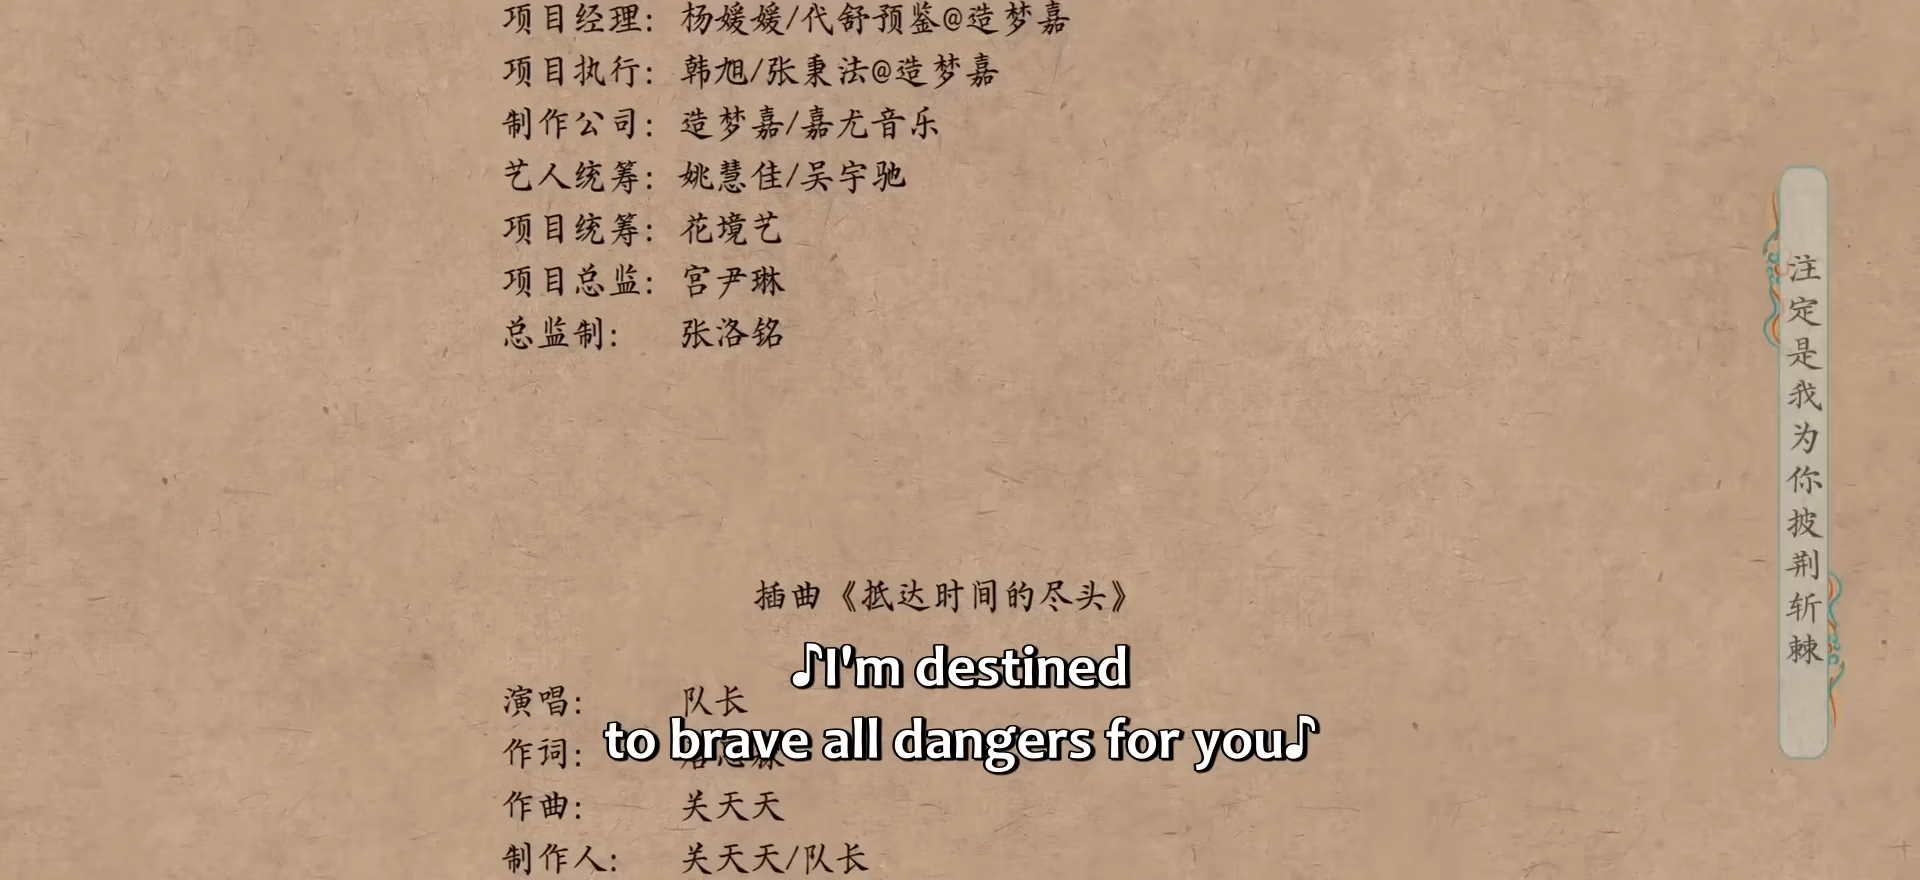 项目经理: 杨媛媛/代舒预鉴@造梦嘉
项目执行: 韩旭/张秉法@造梦嘉
制作公司: 造梦嘉/嘉尤音乐
艺人统筹: 姚慧佳/吴宇驰
项目统筹: 花境艺
项目总监: 宫尹琳
总监制: 张洛铭
插曲《抵达时间的尽头》
♪I'm destined
演唱: 队长
to brave all dangers for you♪
作词:
作曲: 关天天
制作人: 关天天/队长
注定是我为你披荆斩棘